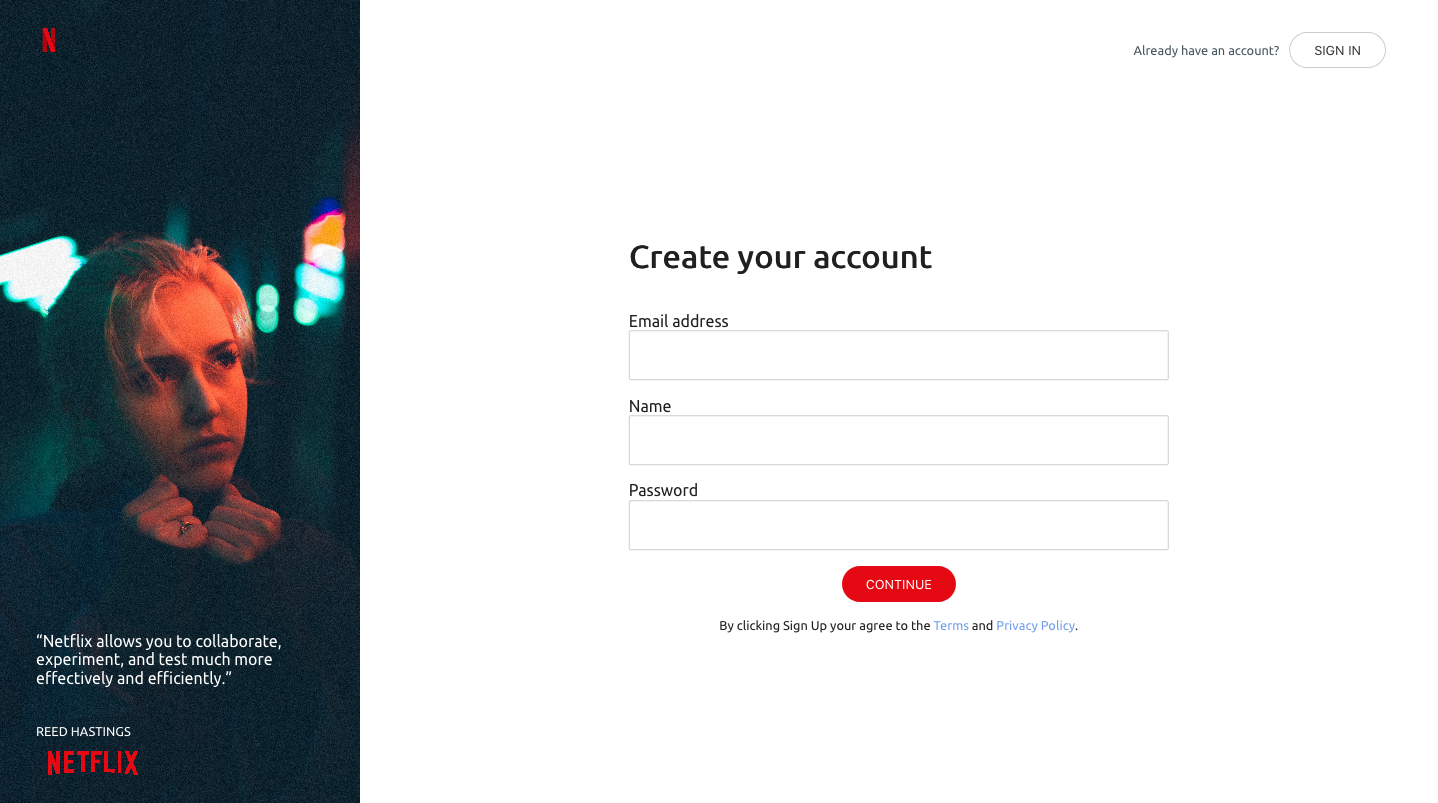 N
Already have an account? SIGN IN
Create your account
Email address
Name
Password
CONTINUE
By clicking Sign Up your agree to the Terms and Privacy Policy.
“Netflix allows you to collaborate,
experiment, and test much more
effectively and efficiently.”
REED HASTINGS
NETFLIX